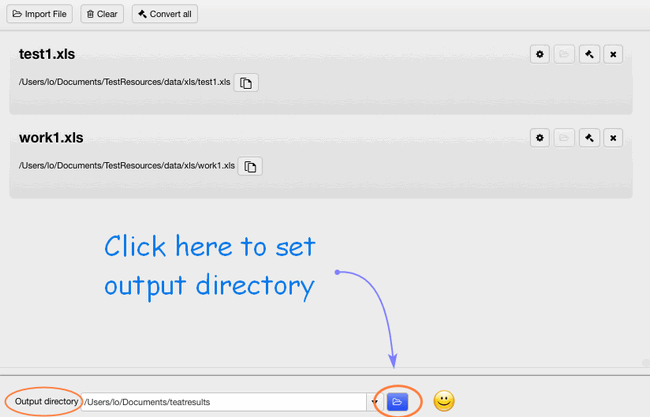 Import File Clear Convert all
test1.xls
/Users/lo/Documents/TestResources/data/xls/test1.xls
work1.xls
/Users/lo/Documents/TestResources/data/xls/work1.xls
Click here to set
output directory
Output directory /Users/lo/Documents/teatresults